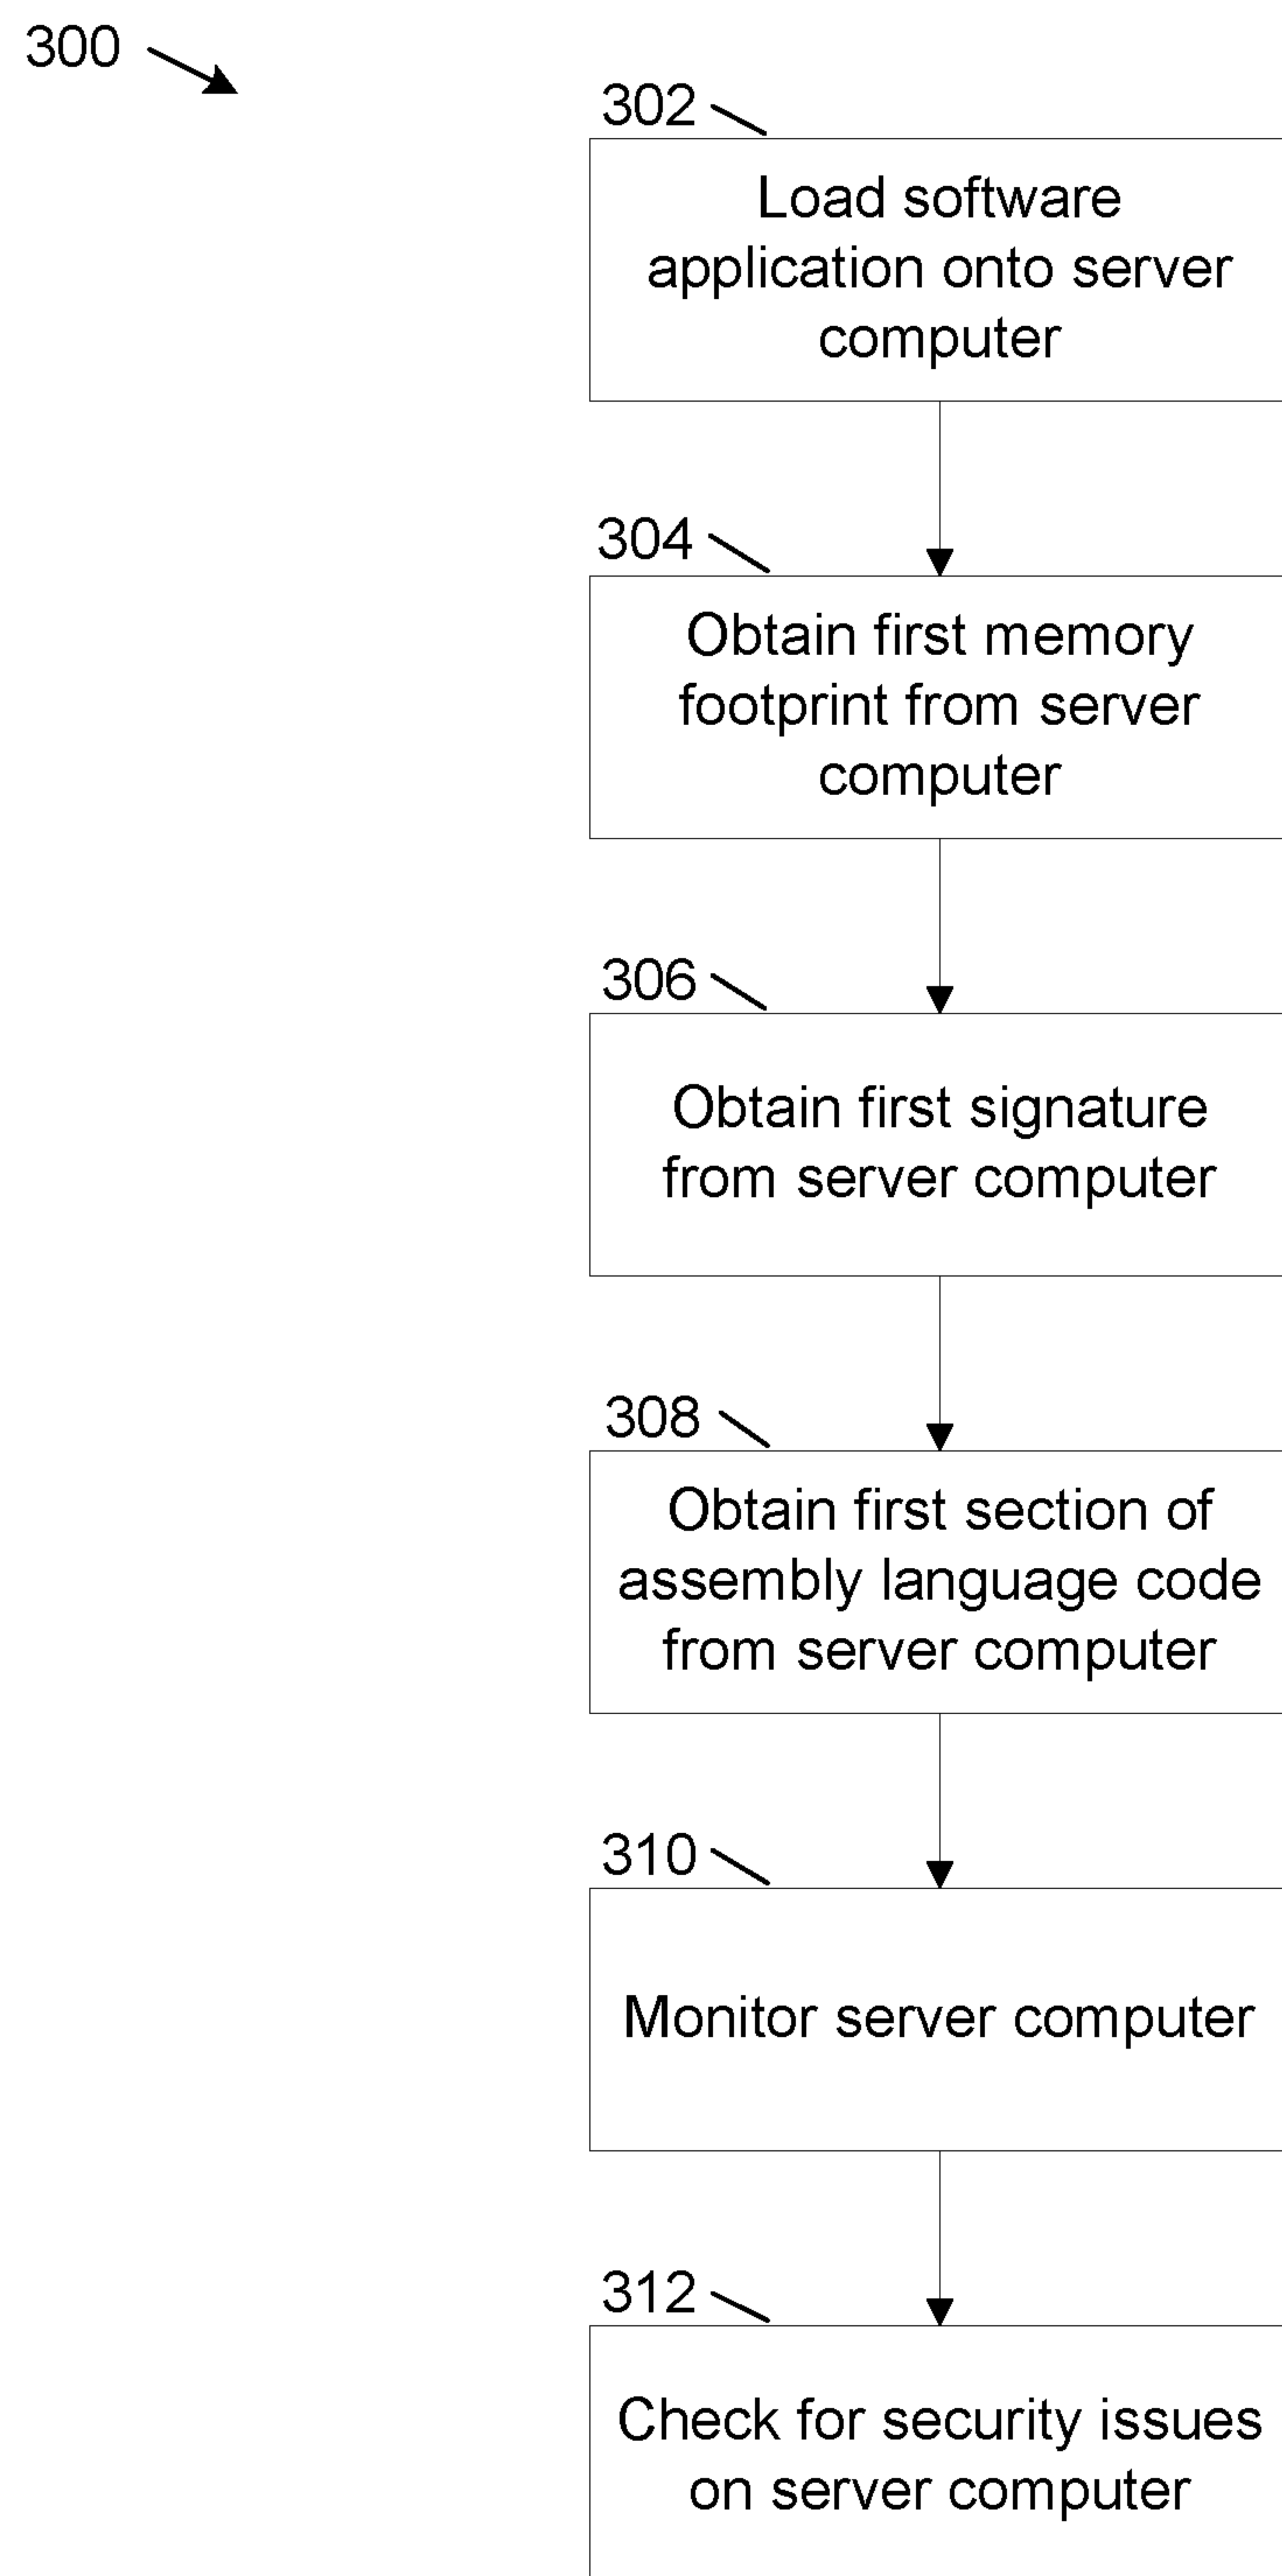 300
302
Load software
application onto server
computer
304
Obtain first memory
footprint from server
computer
306
Obtain first signature
from server computer
308
Obtain first section of
assembly language code
from server computer
310
Monitor server computer
312
Check for security issues
on server computer